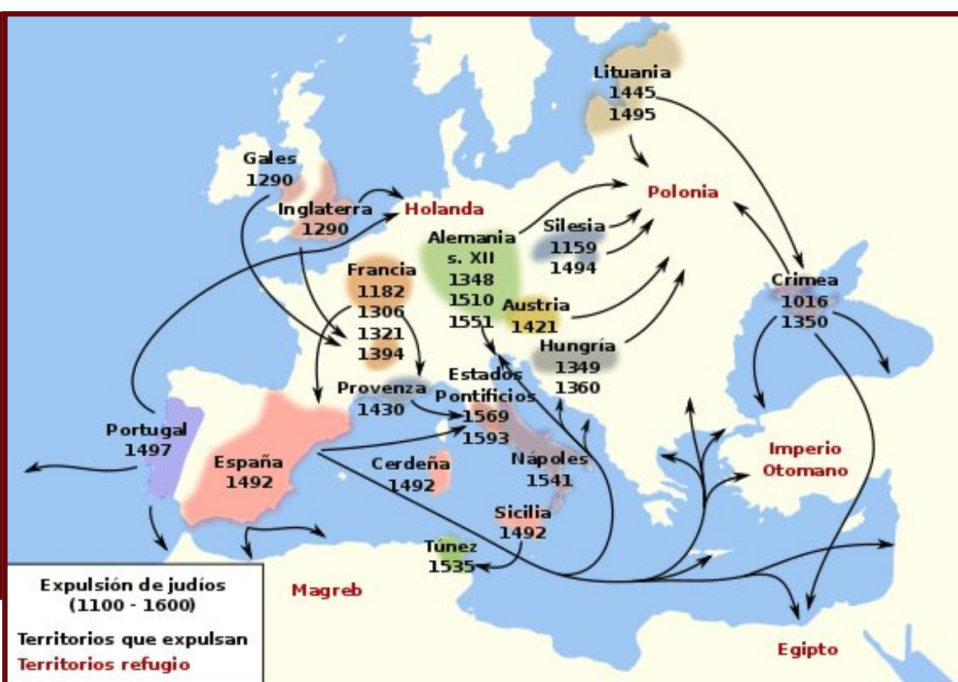 Lituania
1445
1495
Gales
1290
Inglaterra
1290
Holanda
Polonia
Alemania
s. XII
1348
1510
1551
Silesia
1159
1494
Francia
1182
1306
1321
1394
Austria
1421
Crimea
1016
1350
Hungría
1349
1360
Provenza
1430
Estados
Pontificios
1569
1593
Portugal
1497
España
1492
Cerdeña
1492
Nápoles
1541
Imperio
Otomano
Sicilia
1492
Túnez
1535
Magreb
Egipto
Expulsión de judíos
(1100 - 1600)
Territorios que expulsan
Territorios refugio